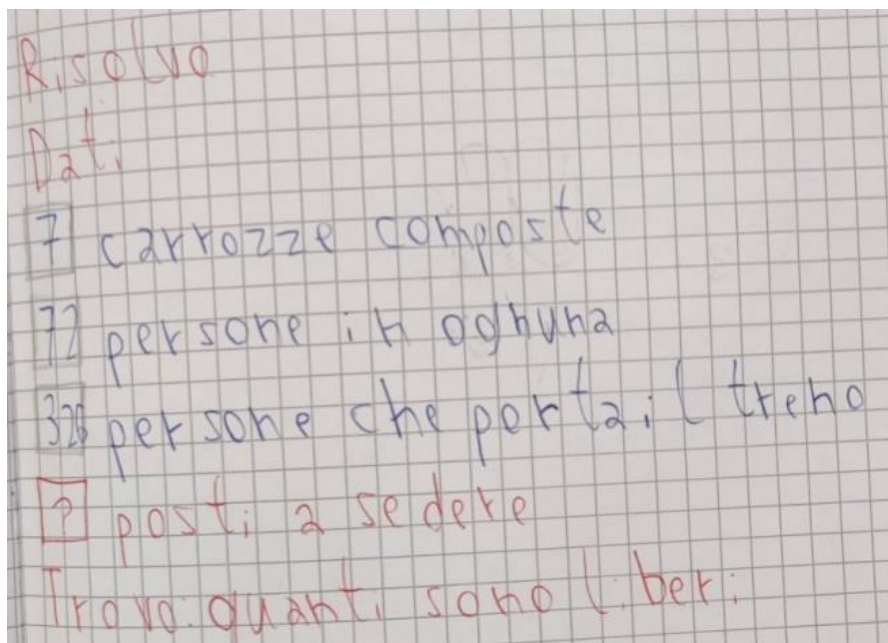 Risolvo
Dati
7 carrozze composte
72 persone in ognuna
328 persone che porta il treno
? posti a sedere
Trovo: quanti sono liberi